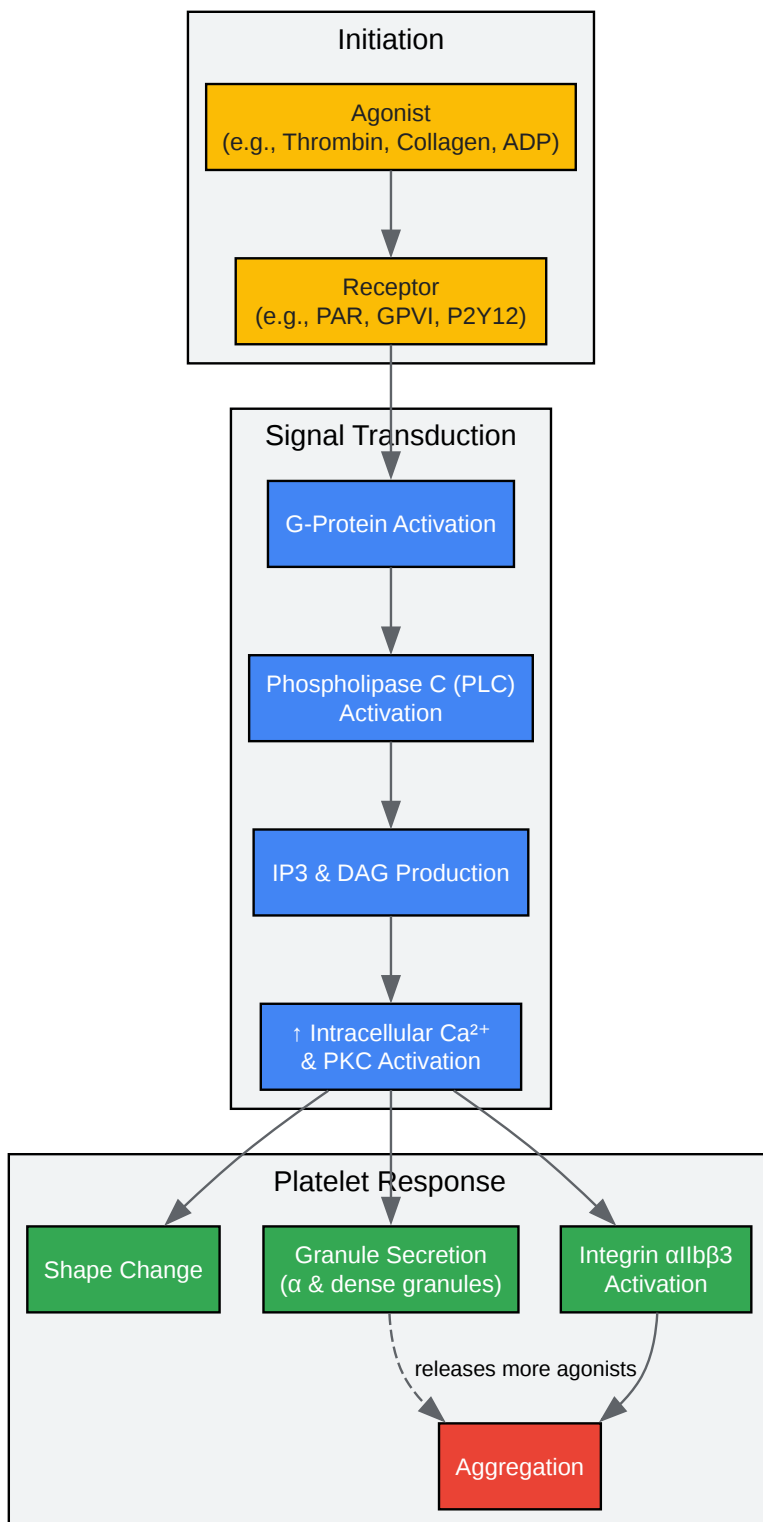 Initiation
Agonist
(e.g., Thrombin, Collagen, ADP)
Receptor
(e.g., PAR, GPVI, P2Y12)
Signal Transduction
G-Protein Activation
Phospholipase C (PLC)
Activation
IP3 & DAG Production
↑ Intracellular Ca²⁺
& PKC Activation
Platelet Response
Shape Change
Granule Secretion
(α & dense granules)
Integrin αIIbβ3
Activation
releases more agonists
Aggregation